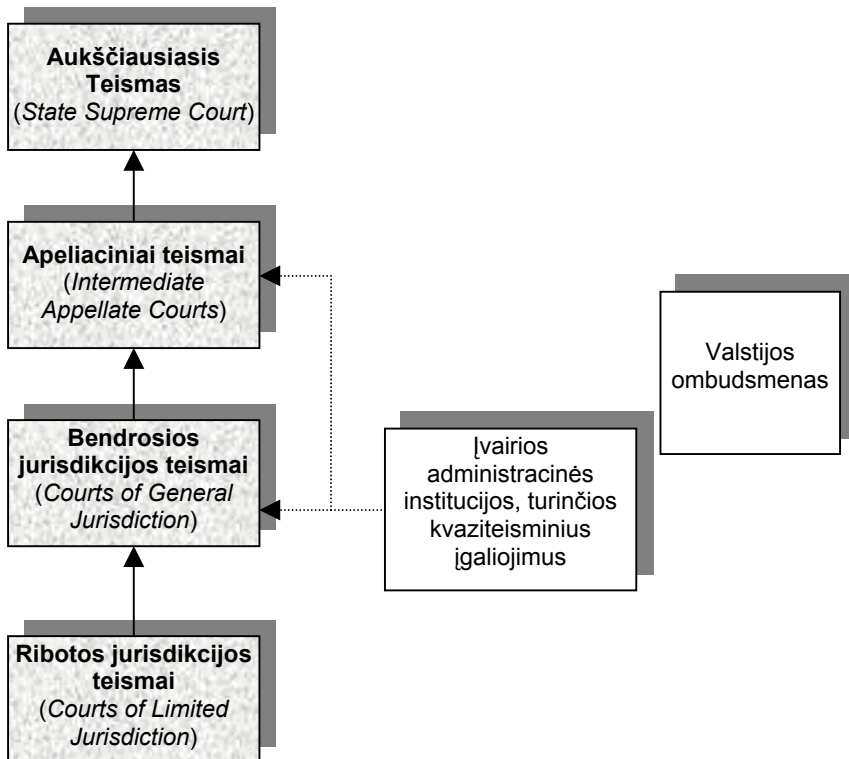 Aukščiausiasis
Teismas
(State Supreme Court)
Apeliaciniai teismai
(Intermediate
Appellate Courts)
Valstijos
ombudsmenas
Bendrosios
jurisdikcijos teismai
(Courts of General
Jurisdiction)
Įvairios
administracinės
institucijos, turinčios
kvaziteisminius
įgaliojimus
Ribotos jurisdikcijos
teismai
(Courts of Limited
Jurisdiction)